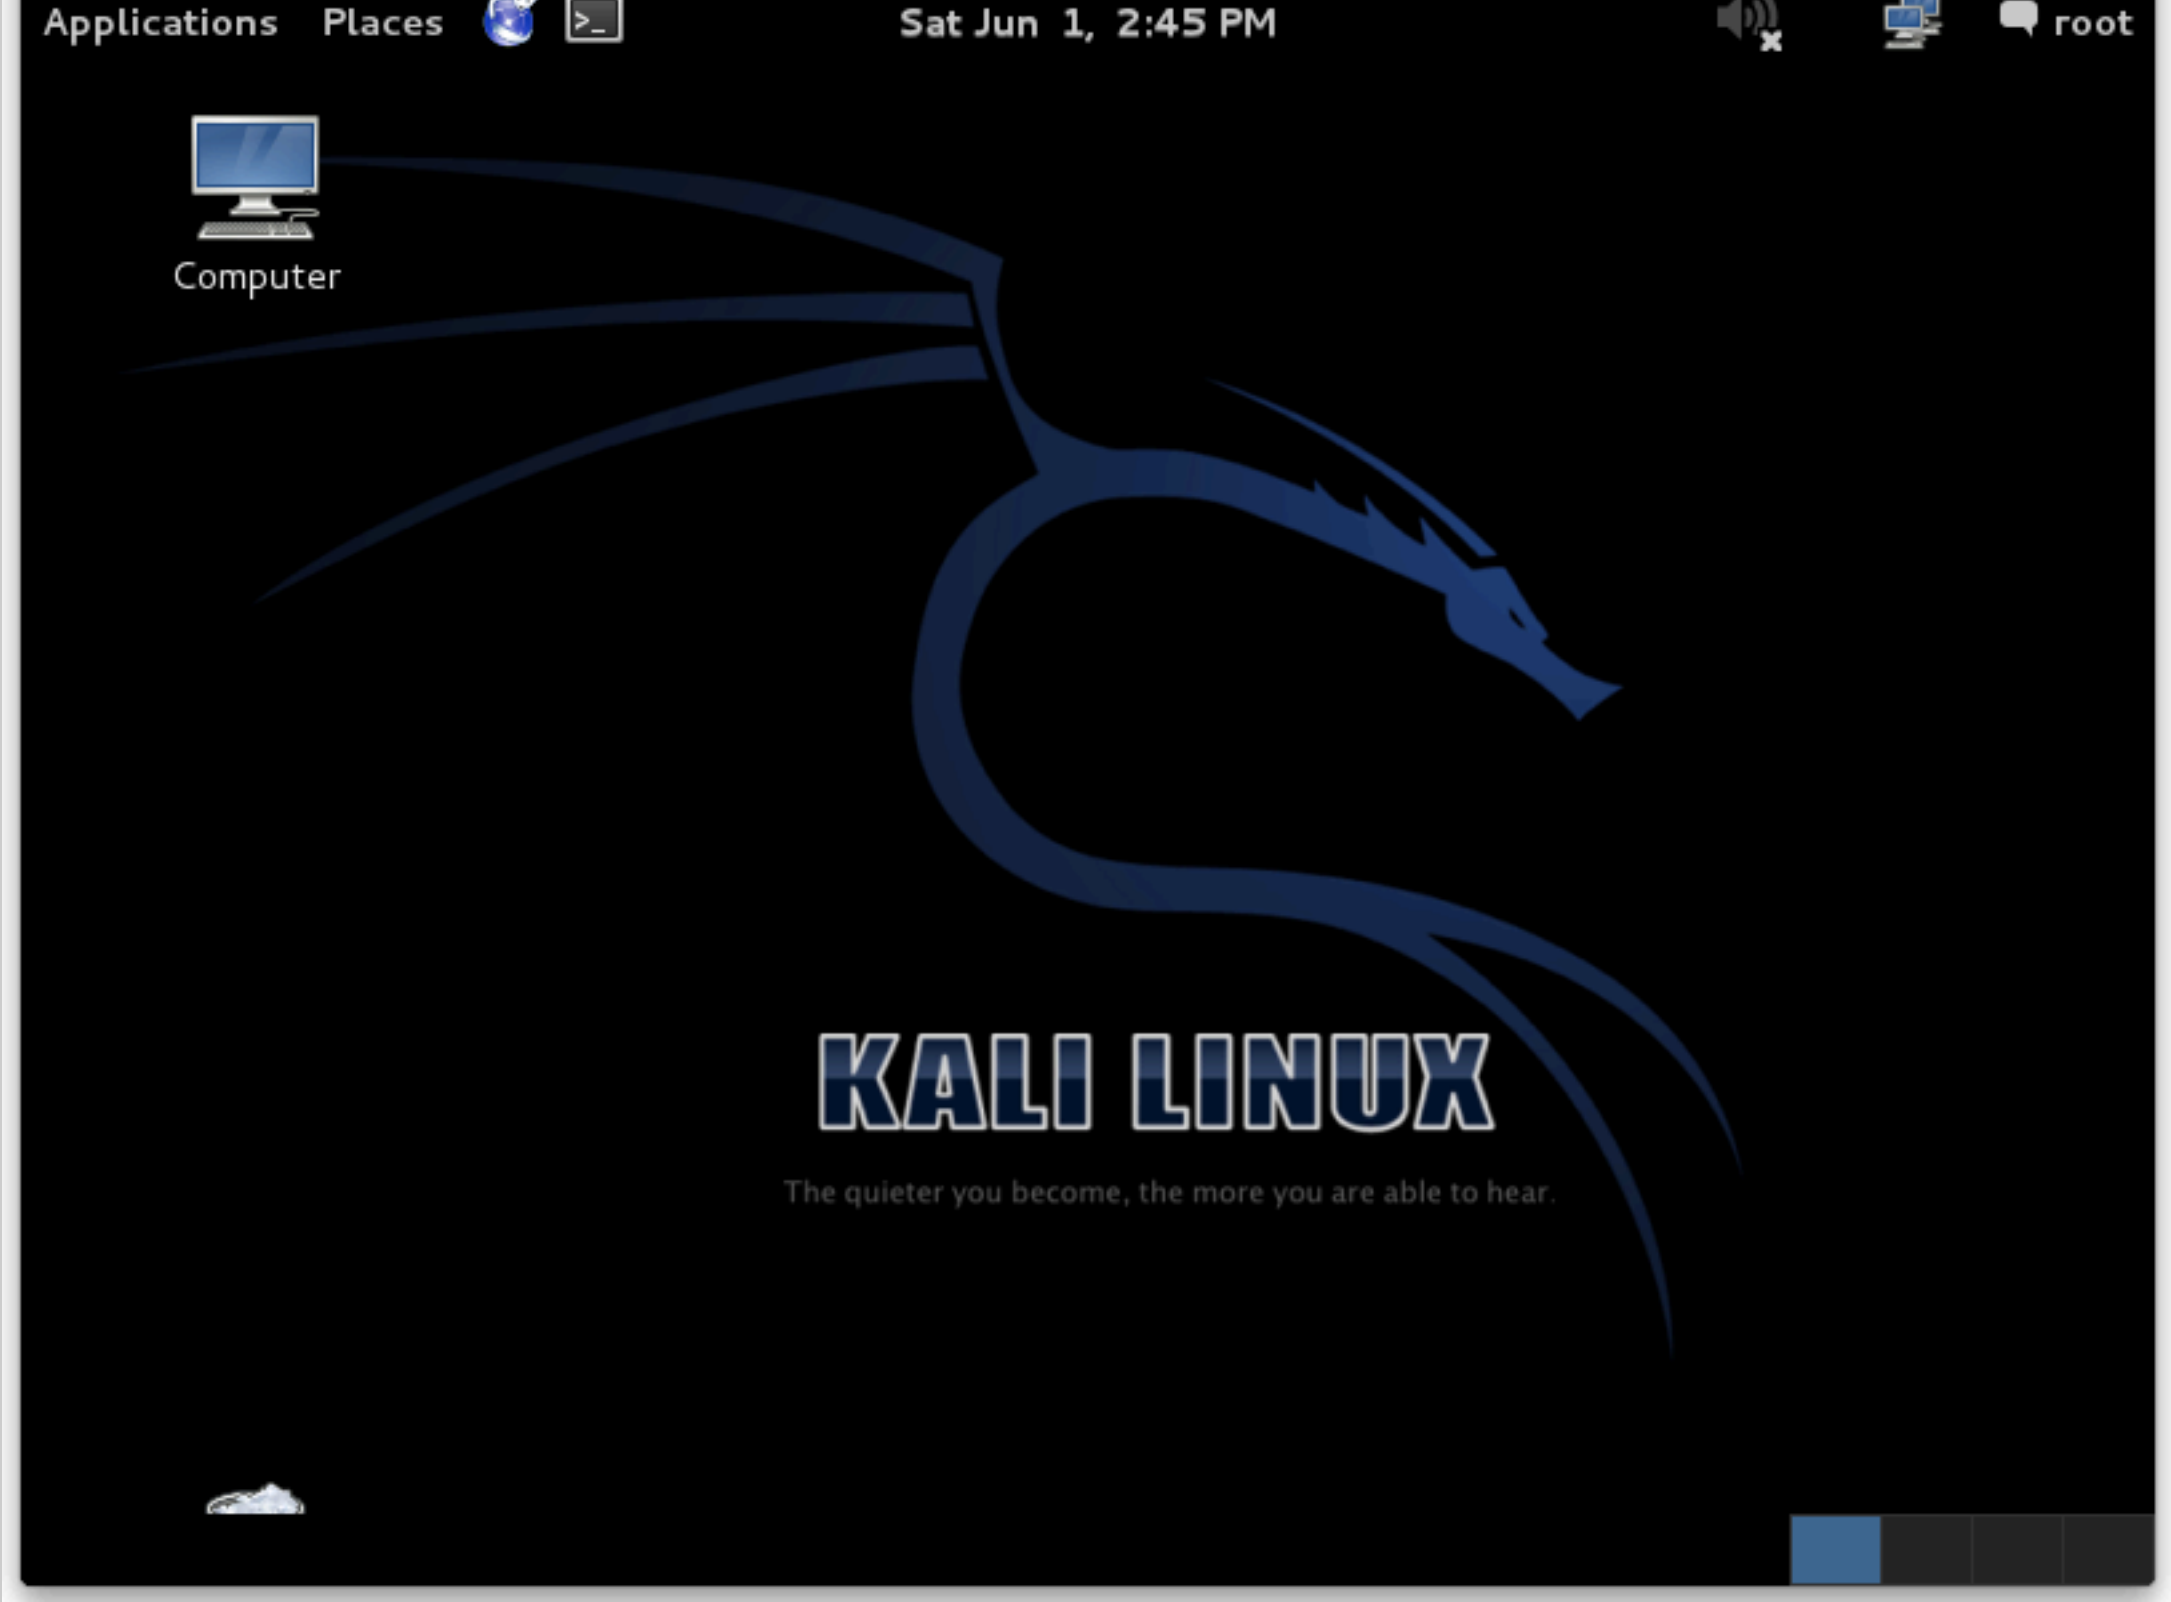 Applications Places >_ Sat Jun 1, 2:45 PM root
Computer
KALI LINUX
The quieter you become, the more you are able to hear.